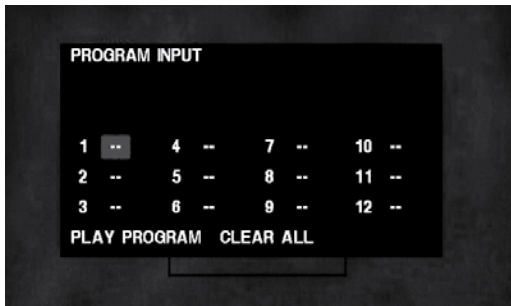 PROGRAM INPUT
1 -- 4 -- 7 -- 10 --
2 -- 5 -- 8 -- 11 --
3 -- 6 -- 9 -- 12 --
PLAY PROGRAM CLEAR ALL